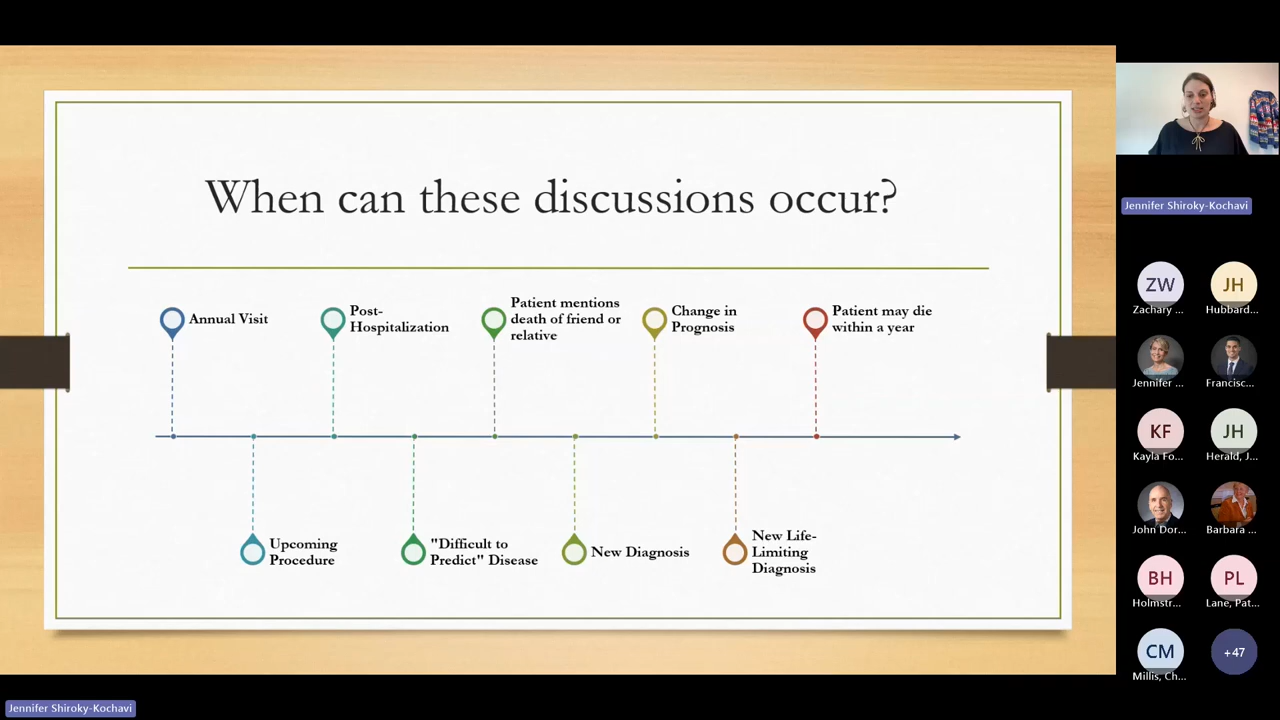 When can these discussions occur?
Annual Visit
Post-
Hospitalization
Patient mentions
death of friend or
relative
Change in
Prognosis
Patient may die
within a year
Upcoming
Procedure
"Difficult to
Predict" Disease
New Diagnosis
New Life-
Limiting
Diagnosis
Jennifer Shiroky-Kochavi
ZW
Zachary ...
JH
Hubbard...
Jennifer ...
Francisc...
KF
Kayla Fo...
JH
Herald, J...
John Dor...
Barbara ...
BH
Holmstr...
PL
Lane, Pat...
CM
Millis, Ch...
+47
Jennifer Shiroky-Kochavi